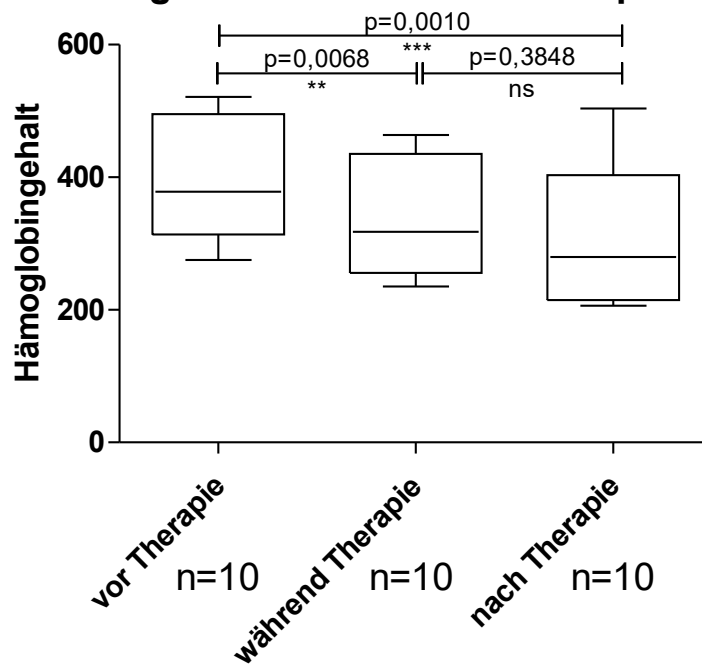 p=0,0010
***
p=0,0068
**
p=0,3848
ns
600
400
200
0
Hämoglobingehalt
vor Therapie
während Therapie
nach Therapie
n=10
n=10
n=10